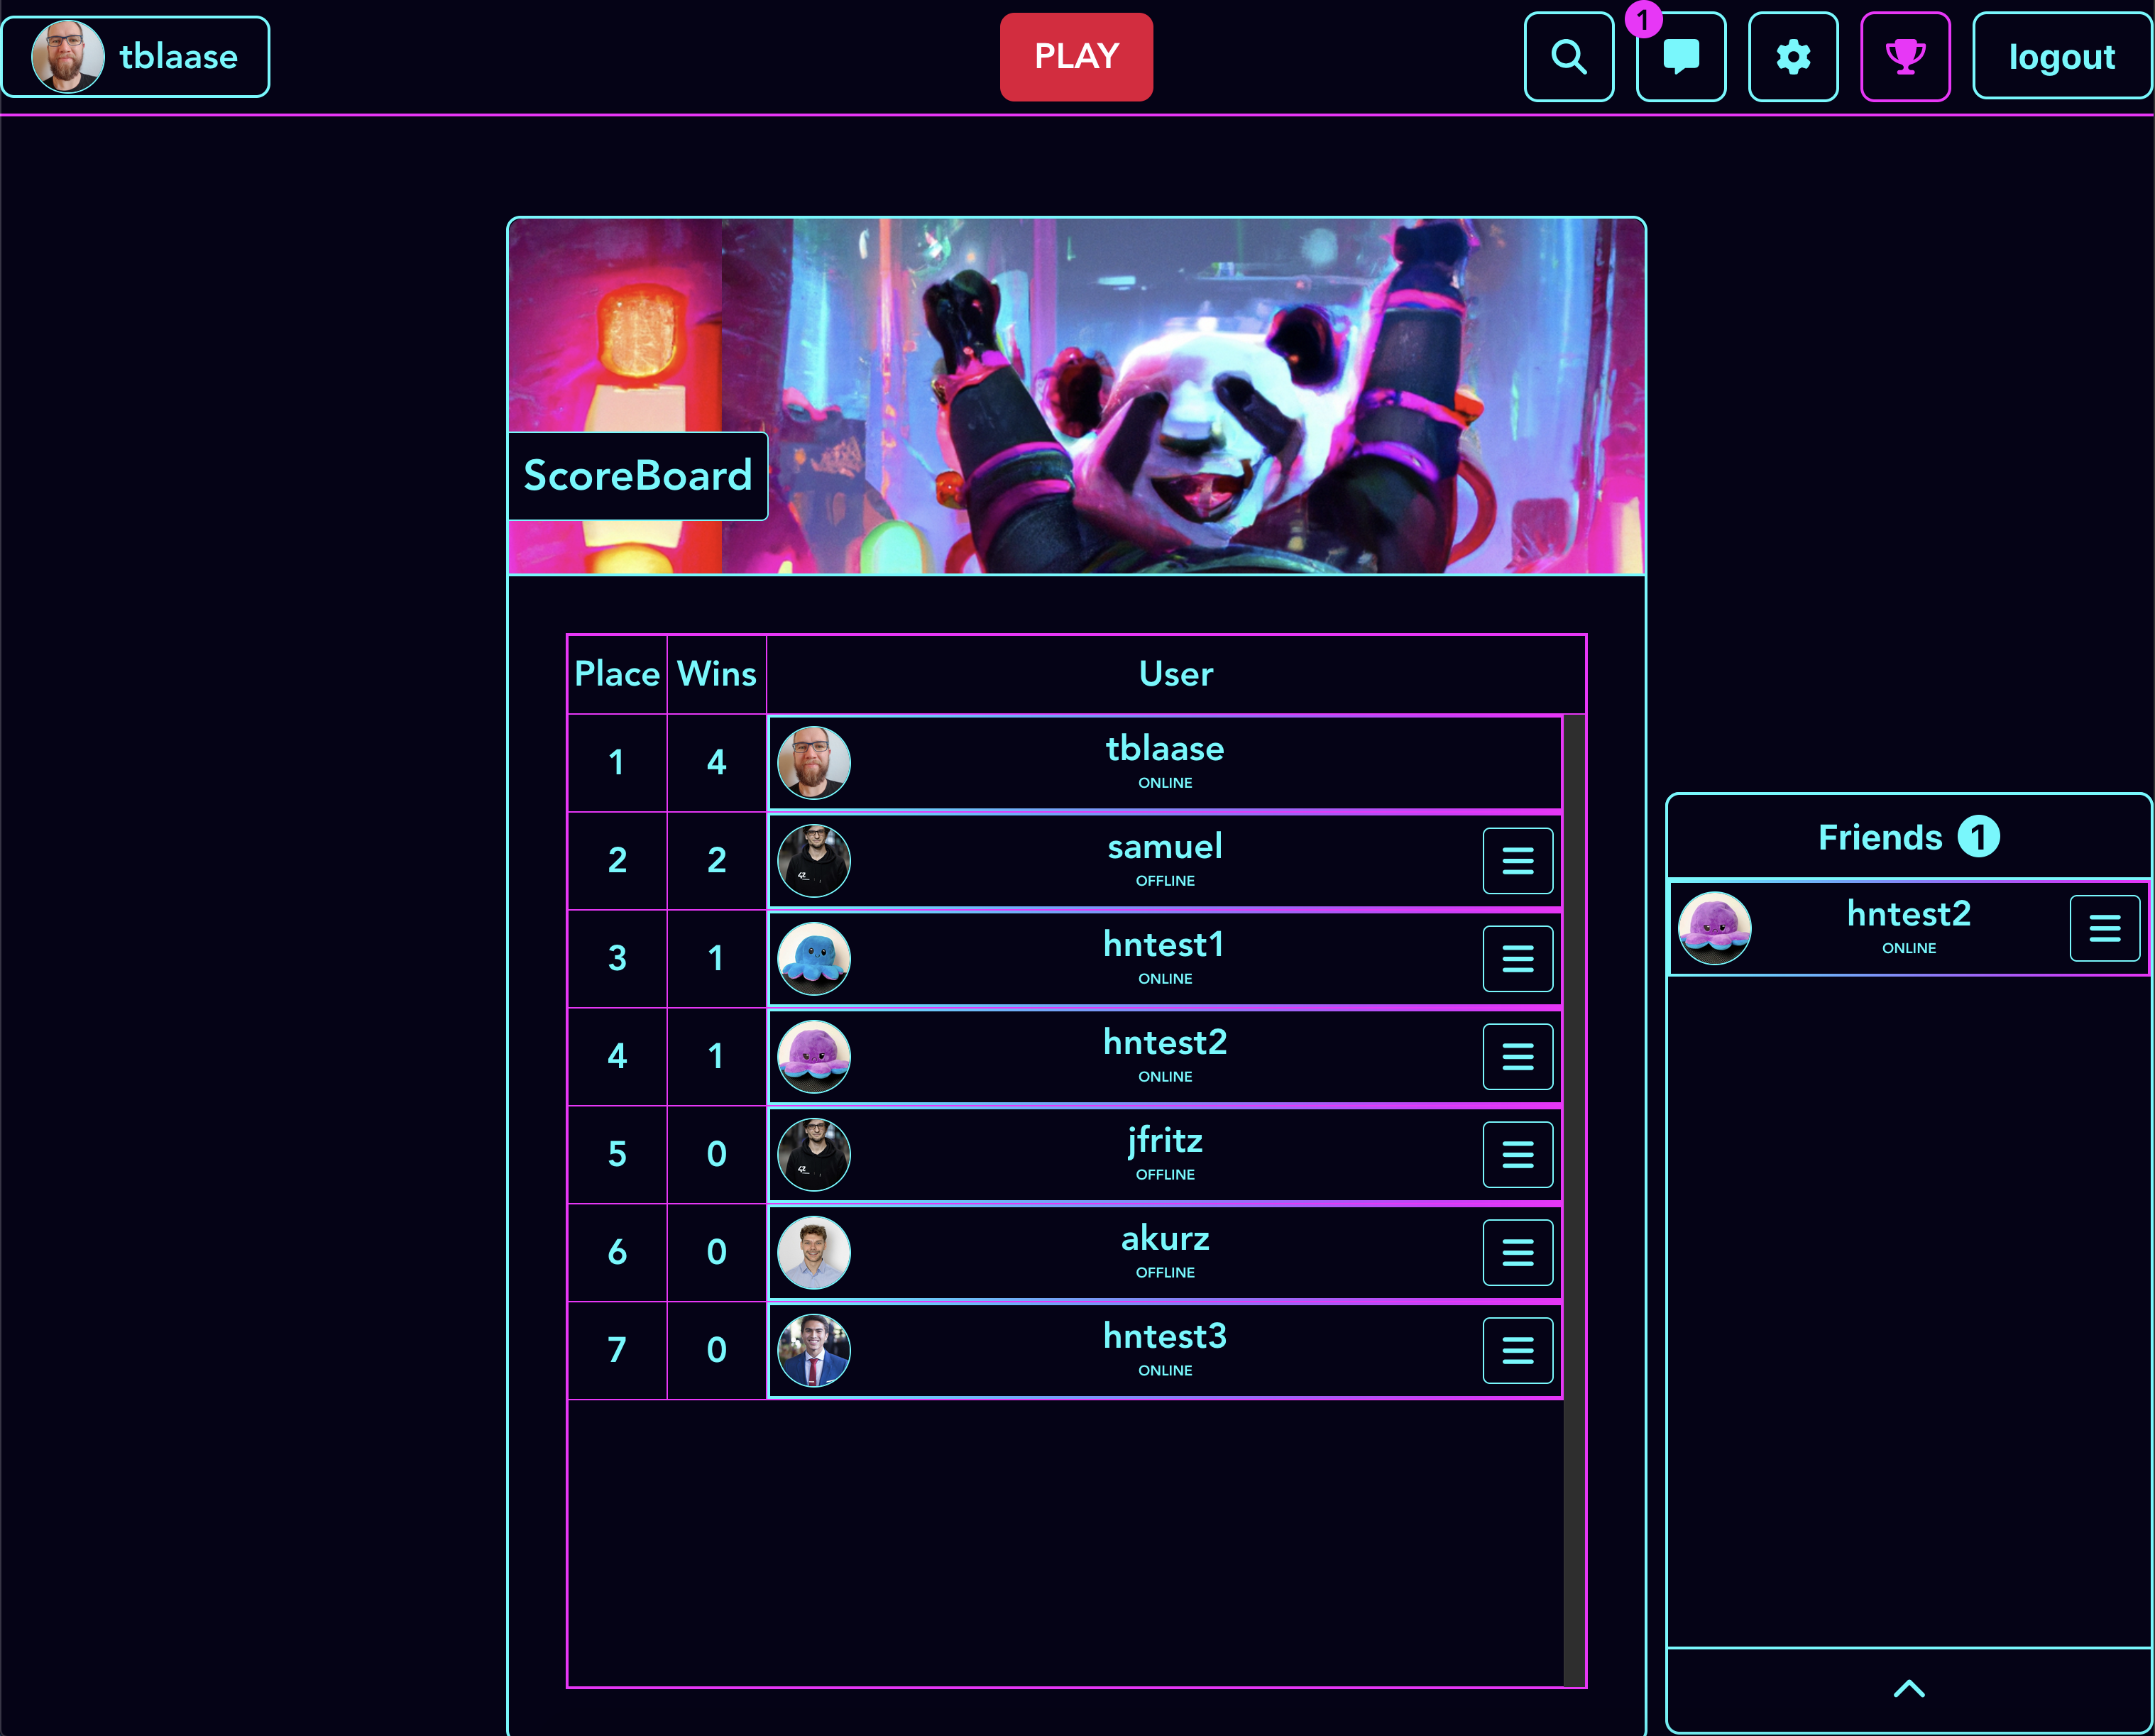 tblaase
PLAY
1
logout
ScoreBoard
Place Wins User
1 4 tblaase
ONLINE
2 2 samuel
OFFLINE
3 1 hntest1
ONLINE
4 1 hntest2
ONLINE
5 0 jfritz
OFFLINE
6 0 akurz
OFFLINE
7 0 hntest3
ONLINE
Friends 1
hntest2
ONLINE